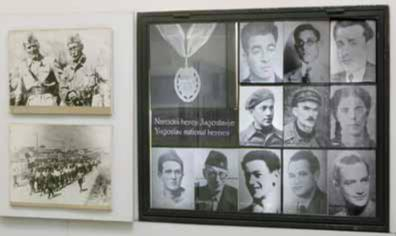 Narodni heroji Jugoslavije
Yugoslav national heroes